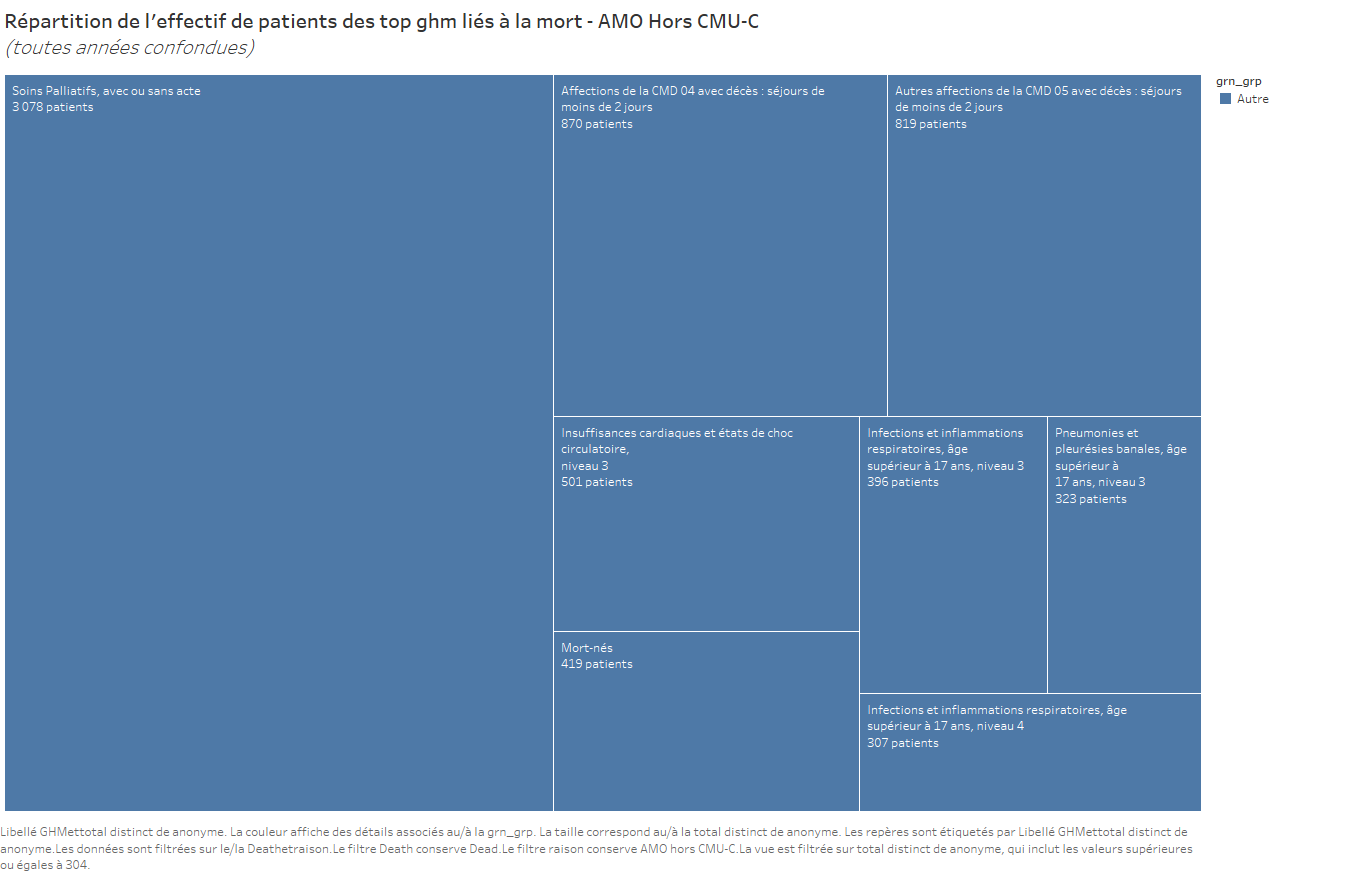 Répartition de l'effectif de patients des top ghm liés à la mort - AMO Hors CMU-C
(toutes années confondues)
Soins Palliatifs, avec ou sans acte
3 078 patients
Affections de la CMD 04 avec décès : séjours de
moins de 2 jours
870 patients
Autres affections de la CMD 05 avec décès : séjours
de moins de 2 jours
819 patients
grn_grp
Autre
Insuffisances cardiaques et états de choc
circulatoire,
niveau 3
501 patients
Infections et inflammations
respiratoires, âge
supérieur à 17 ans, niveau 3
396 patients
Pneumonies et
pleurésies banales, âge
supérieur à
17 ans, niveau 3
323 patients
Mort-nés
419 patients
Infections et inflammations respiratoires, âge
supérieur à 17 ans, niveau 4
307 patients
Libellé GHMettotal distinct de anonyme. La couleur affiche des détails associés au/à la grn_grp. La taille correspond au/à la total distinct de anonyme. Les repères sont étiquetés par Libellé GHMettotal distinct de
anonyme.Les données sont filtrées sur le/la Deathetraison.Le filtre Death conserve Dead.Le filtre raison conserve AMO hors CMU-C.La vue est filtrée sur total distinct de anonyme, qui inclut les valeurs supérieures
ou égales à 304.